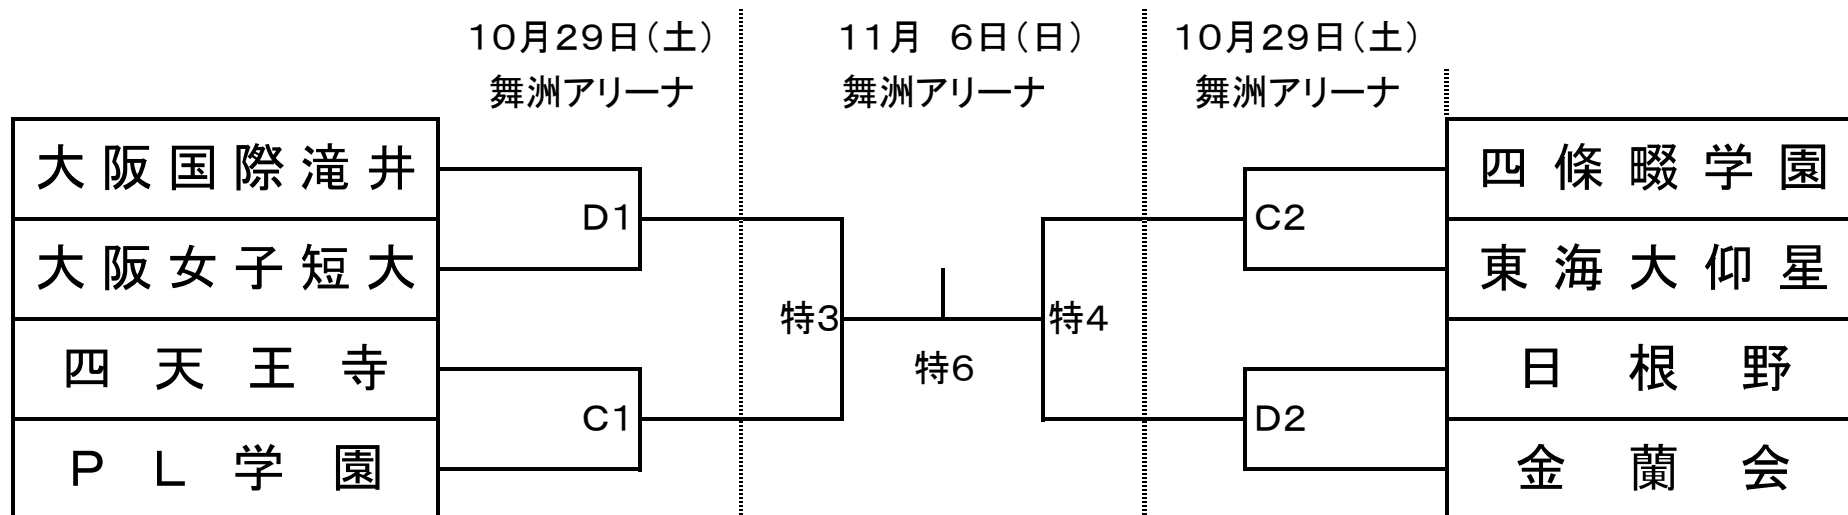 10月29日(土)
11月 6日(日)
10月29日(土)
舞洲アリーナ
舞洲アリーナ
舞洲アリーナ
大阪国際滝井
四條畷学園
D1
C2
大阪女子短大
東海大仰星
特3
特4
四天王寺
特6
日根野
C1
D2
PL学園
金蘭会